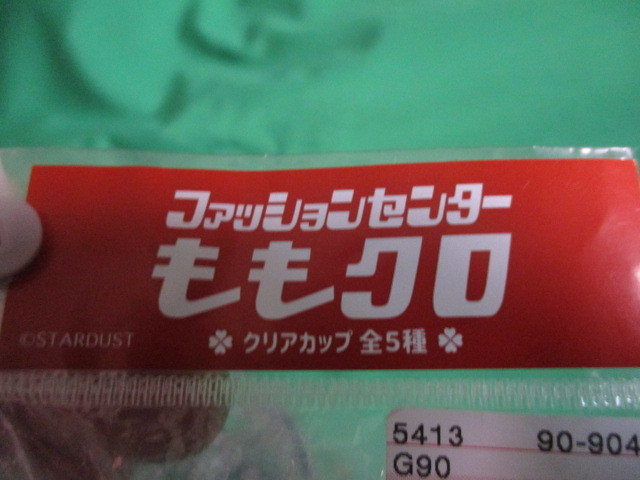 ファッションセンター
ももクロ
©STARDUST
クリアカップ 全5種
5413 90-904
G90